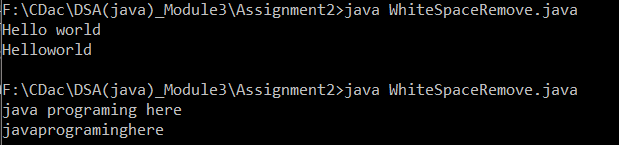 F:\CDac\DSA(java)_Module3\Assignment2>java WhiteSpaceRemove.java
Hello world
Helloworld
F:\CDac\DSA(java)_Module3\Assignment2>java WhiteSpaceRemove.java
java programing here
javaprograminghere